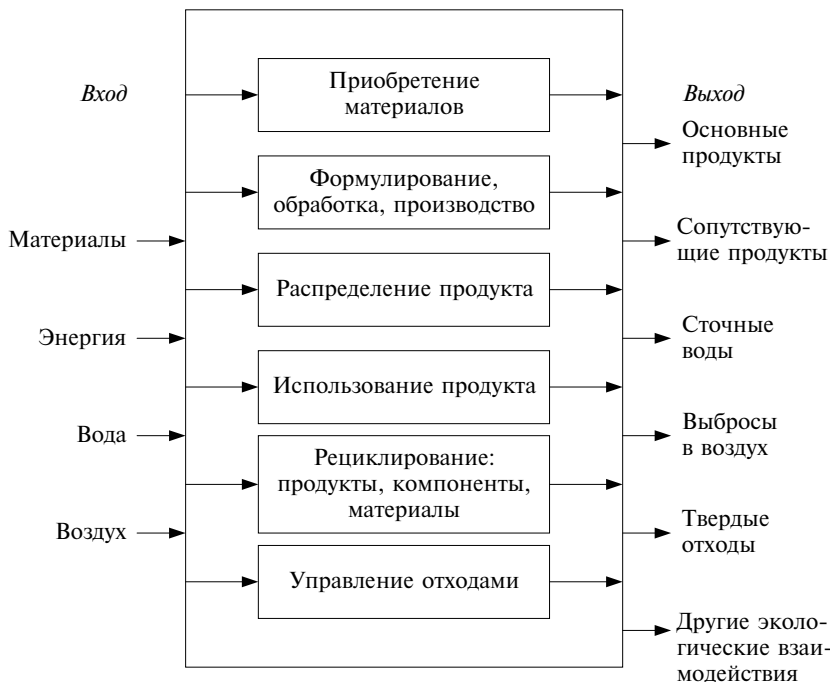 Вход
Материалы
Энергия
Вода
Воздух
Приобретение
материалов
Формулирование,
обработка, производство
Распределение продукта
Использование продукта
Рециклирование:
продукты, компоненты,
материалы
Управление отходами
Выход
Основные
продукты
Сопутствую-
щие продукты
Сточные
воды
Выбросы
в воздух
Твердые
отходы
Другие эколо-
гические взаи-
модействия